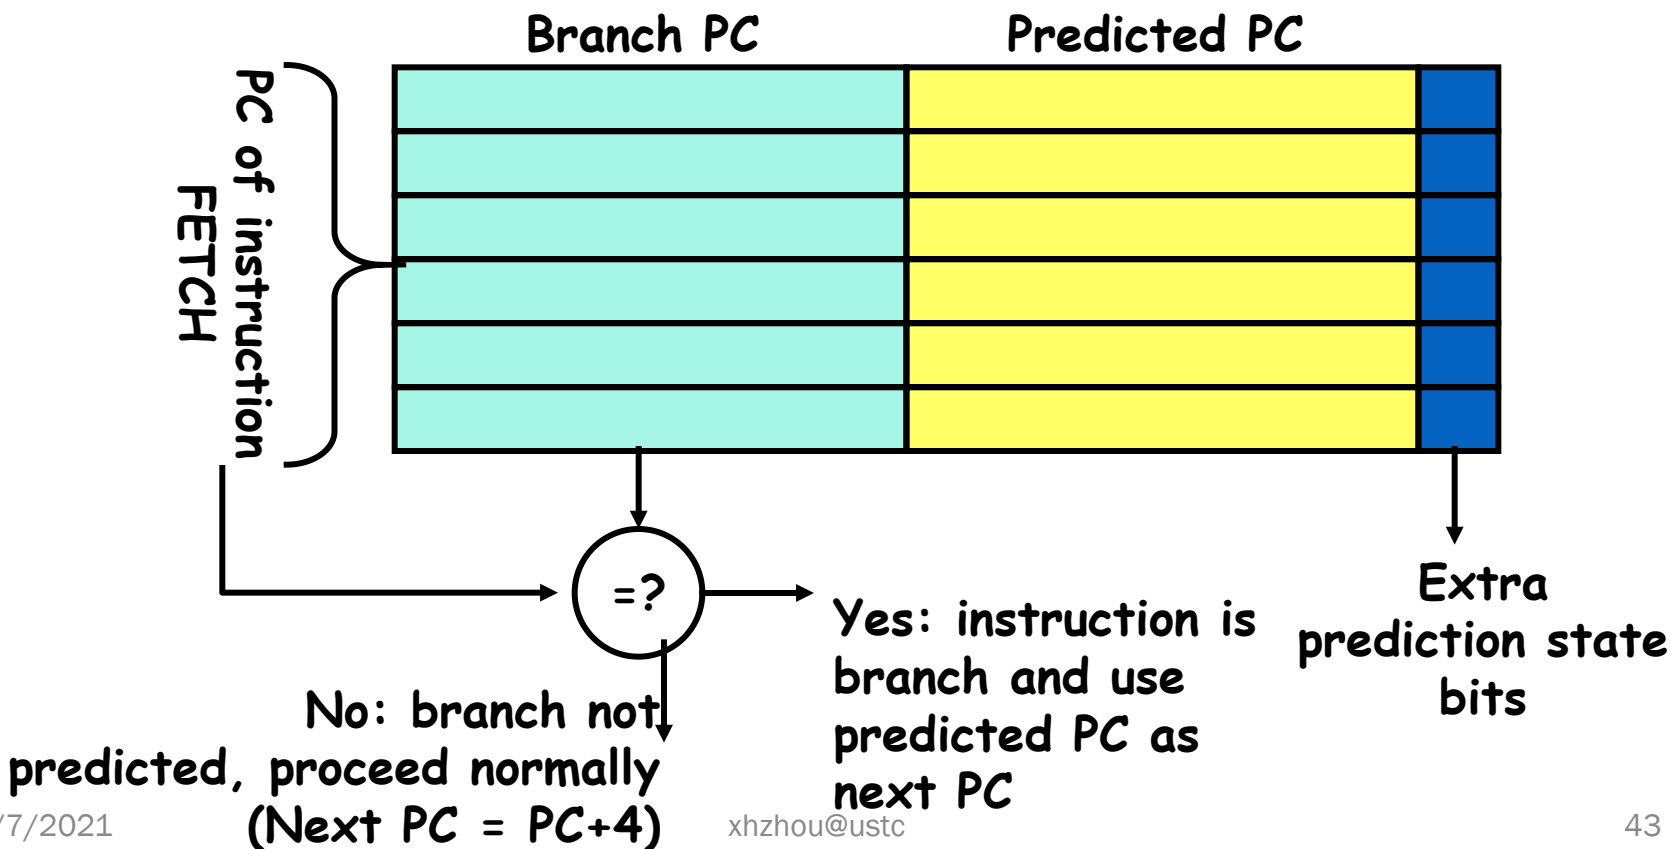 Branch PC
Predicted PC
PC of instruction
FETCH
=?
Yes: instruction is
branch and use
predicted PC as
next PC
Extra
prediction state
bits
No: branch not
predicted, proceed normally
(Next PC = PC+4)
/7/2021
xhzhou@ustc
43